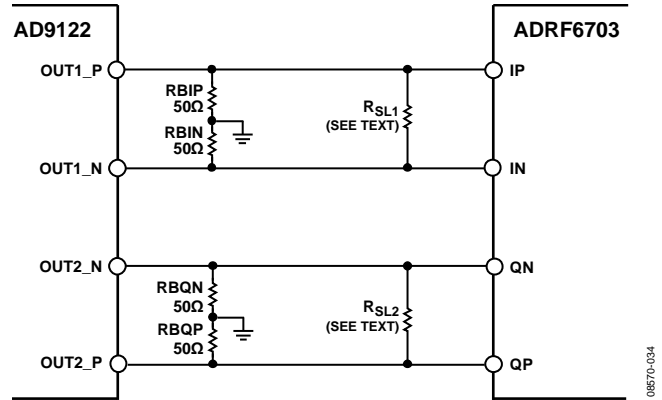 AD9122
ADRF6703
OUT1_P
IP
RBIP
50Ω
RBIN
50Ω
RSL1
(SEE TEXT)
OUT1_N
IN
OUT2_N
QN
RBQN
50Ω
RBQP
50Ω
RSL2
(SEE TEXT)
OUT2_P
QP
08570-034